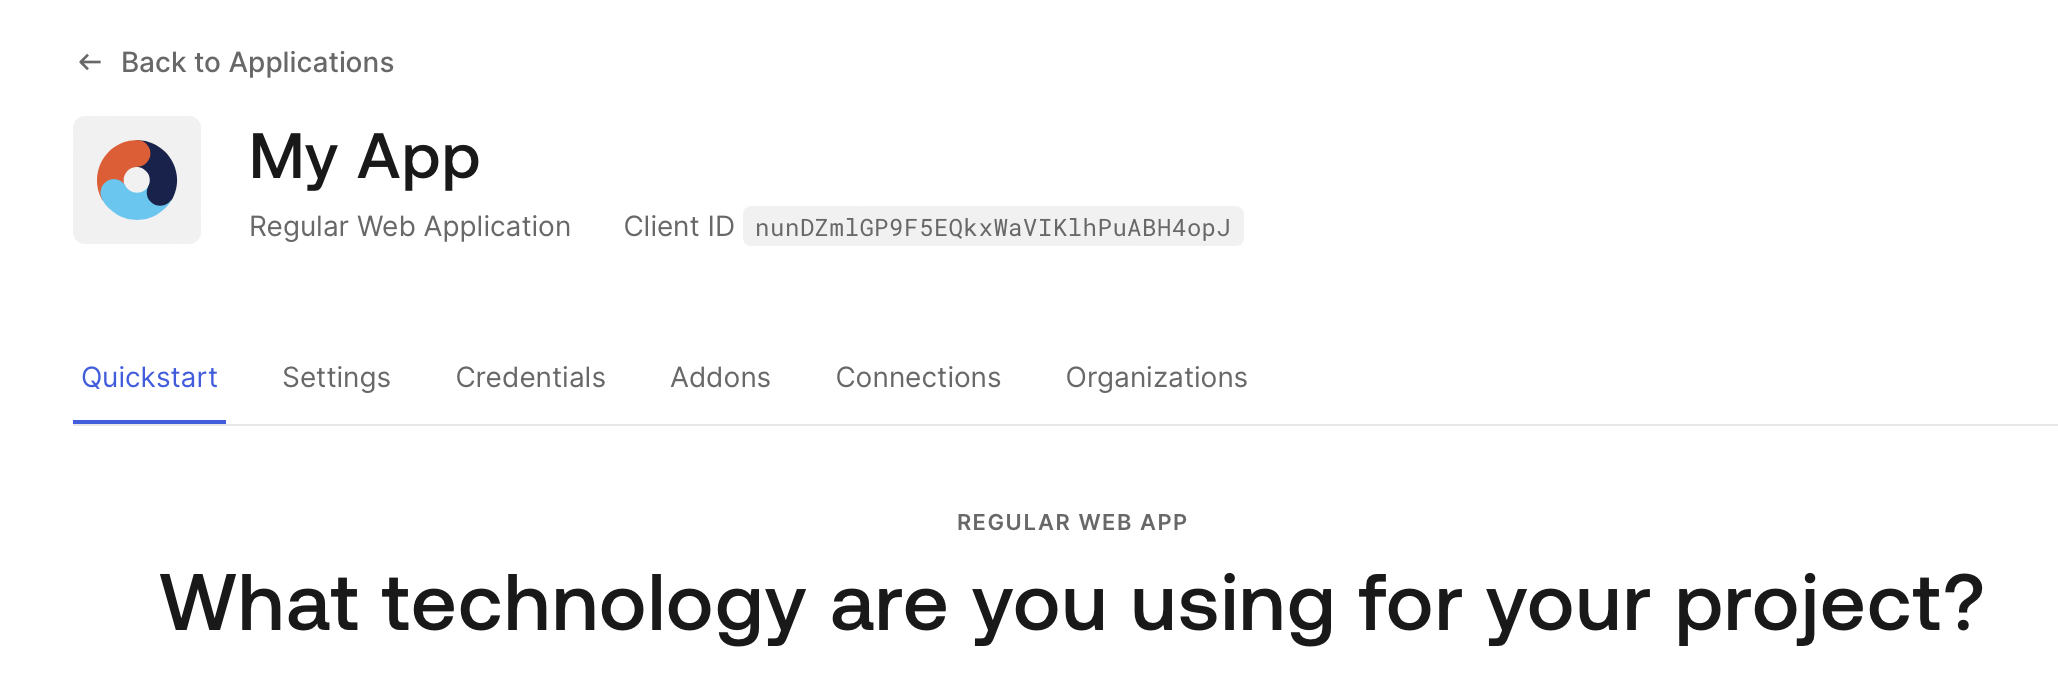 ← Back to Applications
My App
Regular Web Application Client ID nunDZmlGP9F5EQkxWaVIKlhPuABH4opJ
Quickstart Settings Credentials Addons Connections Organizations
REGULAR WEB APP
What technology are you using for your project?